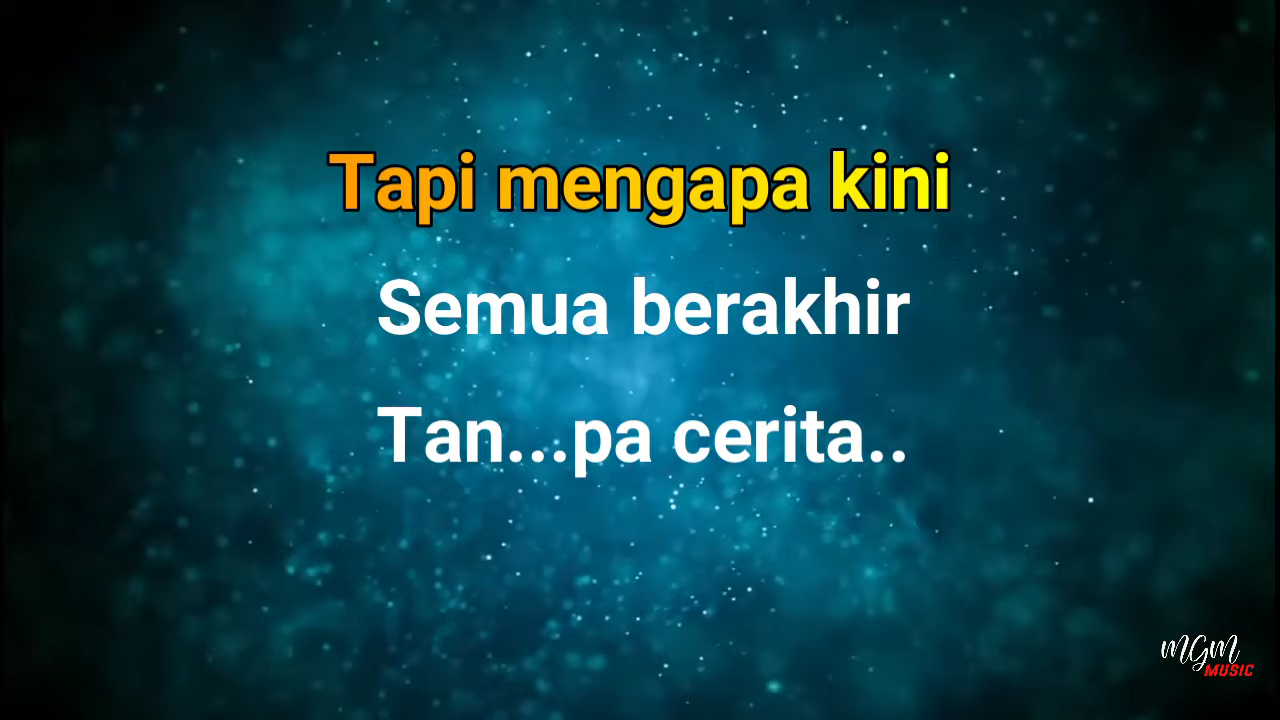 Tapi mengapa kini
Semua berakhir
Tan...pa cerita..
MGM
MUSIC